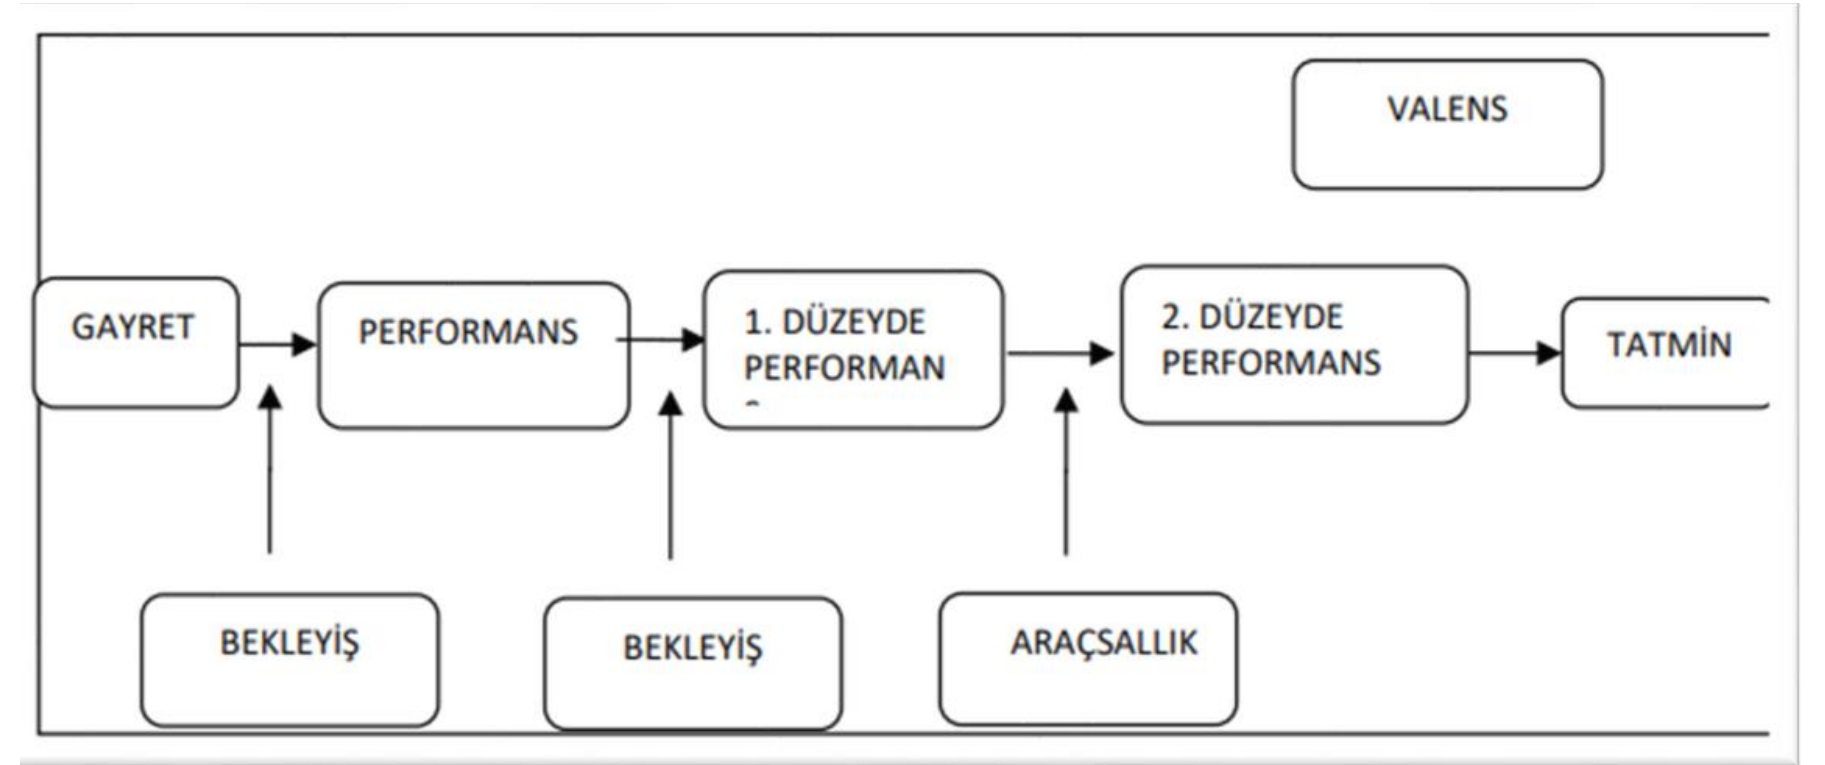 VALENS
GAYRET
PERFORMANS
1. DÜZEYDE
PERFORMAN
2. DÜZEYDE
PERFORMANS
TATMİN
BEKLEYİŞ
BEKLEYİŞ
ARAÇSALLIK